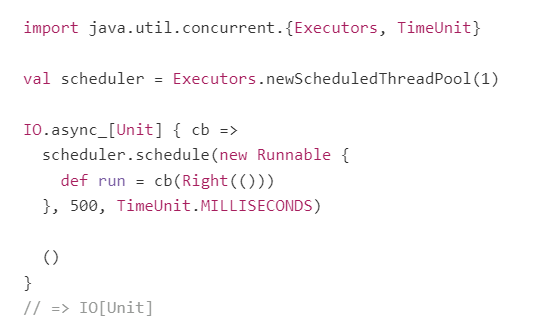 import java.util.concurrent.{Executors, TimeUnit}
val scheduler = Executors.newScheduledThreadPool(1)
IO.async_[Unit] { cb =>
  scheduler.schedule(new Runnable {
    def run = cb(Right(()))
  }, 500, TimeUnit.MILLISECONDS)
  ()
}
// => IO[Unit]